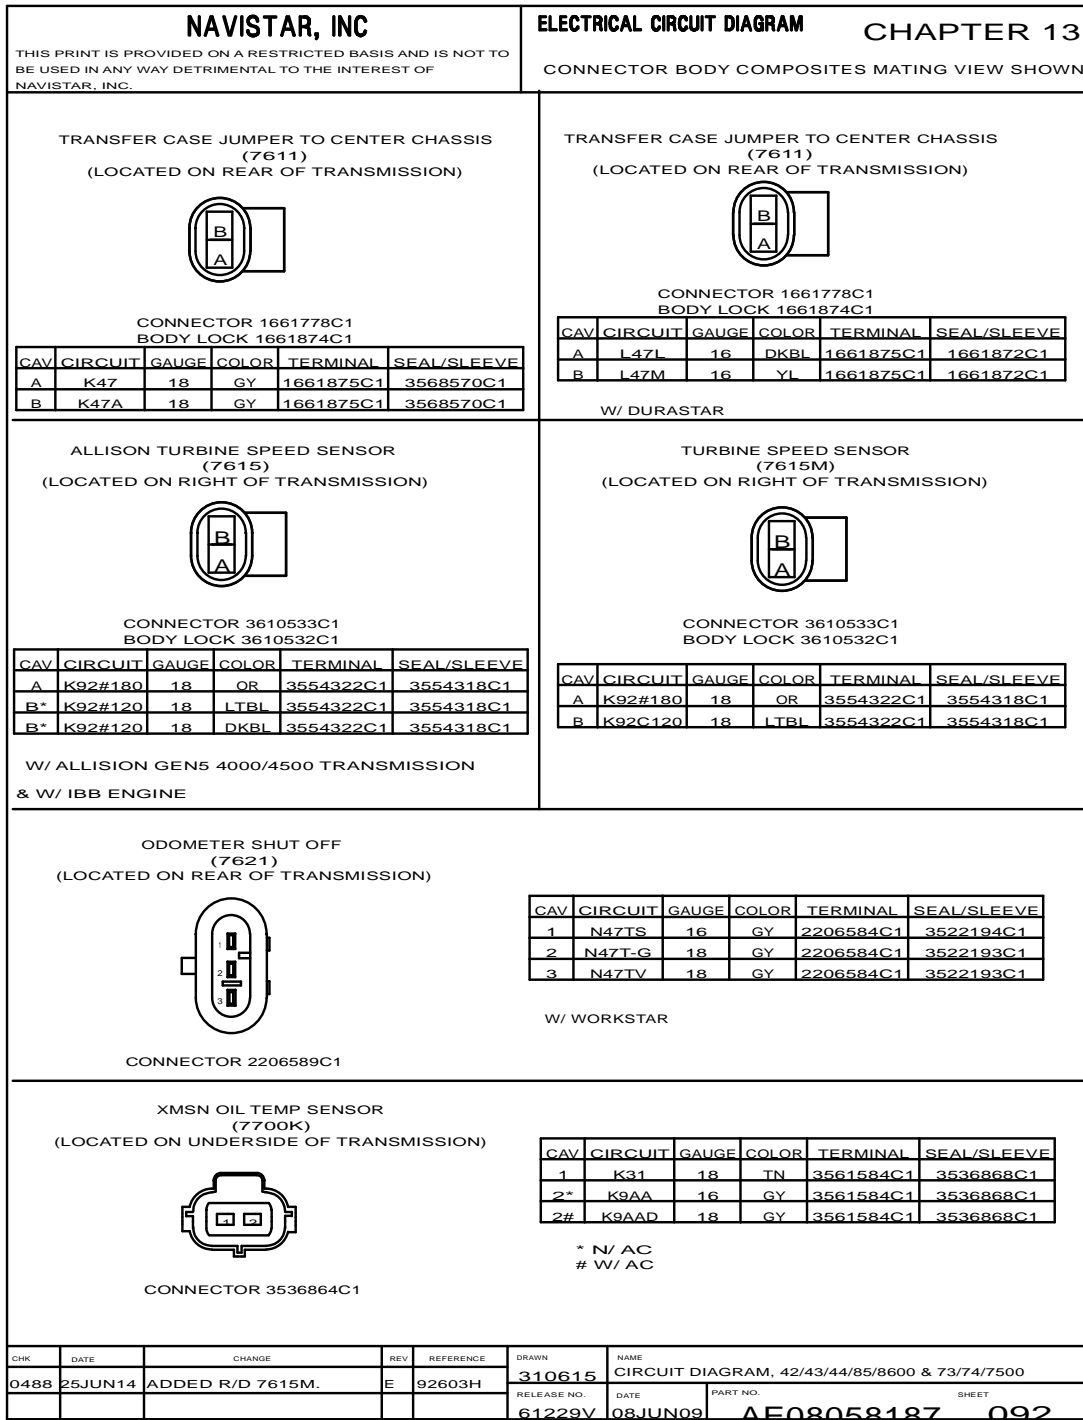 NAVISTAR, INC
THIS PRINT IS PROVIDED ON A RESTRICTED BASIS AND IS NOT TO
BE USED IN ANY WAY DETRIMENTAL TO THE INTEREST OF
NAVISTAR, INC.
ELECTRICAL CIRCUIT DIAGRAM CHAPTER 13
CONNECTOR BODY COMPOSITES MATING VIEW SHOWN
TRANSFER CASE JUMPER TO CENTER CHASSIS
(7611)
(LOCATED ON REAR OF TRANSMISSION)
B
A
CONNECTOR 1661778C1
BODY LOCK 1661874C1
CAV CIRCUIT GAUGE COLOR TERMINAL SEAL/SLEEVE
A K47 18 GY 1661875C1 3568570C1
B K47A 18 GY 1661875C1 3568570C1
TRANSFER CASE JUMPER TO CENTER CHASSIS
(7611)
(LOCATED ON REAR OF TRANSMISSION)
B
A
CONNECTOR 1661778C1
BODY LOCK 1661874C1
CAV CIRCUIT GAUGE COLOR TERMINAL SEAL/SLEEVE
A L47L 16 DKBL 1661875C1 1661872C1
B L47M 16 YL 1661875C1 1661872C1
W/ DURASTAR
ALLISON TURBINE SPEED SENSOR
(7615)
(LOCATED ON RIGHT OF TRANSMISSION)
B
A
CONNECTOR 3610533C1
BODY LOCK 3610532C1
CAV CIRCUIT GAUGE COLOR TERMINAL SEAL/SLEEVE
A K92#180 18 OR 3554322C1 3554318C1
B* K92#120 18 LTBL 3554322C1 3554318C1
B* K92#120 18 DKBL 3554322C1 3554318C1
W/ ALLISION GEN5 4000/4500 TRANSMISSION
& W/ IBB ENGINE
TURBINE SPEED SENSOR
(7615M)
(LOCATED ON RIGHT OF TRANSMISSION)
B
A
CONNECTOR 3610533C1
BODY LOCK 3610532C1
CAV CIRCUIT GAUGE COLOR TERMINAL SEAL/SLEEVE
A K92#180 18 OR 3554322C1 3554318C1
B K92C120 18 LTBL 3554322C1 3554318C1
ODOMETER SHUT OFF
(7621)
(LOCATED ON REAR OF TRANSMISSION)
1
2
3
CONNECTOR 2206589C1
CAV CIRCUIT GAUGE COLOR TERMINAL SEAL/SLEEVE
1 N47TS 16 GY 2206584C1 3522194C1
2 N47T-G 18 GY 2206584C1 3522193C1
3 N47TV 18 GY 2206584C1 3522193C1
W/ WORKSTAR
XMSN OIL TEMP SENSOR
(7700K)
(LOCATED ON UNDERSIDE OF TRANSMISSION)
1 2
CONNECTOR 3536864C1
CAV CIRCUIT GAUGE COLOR TERMINAL SEAL/SLEEVE
1 K31 18 TN 3561584C1 3536868C1
2* K9AA 16 GY 3561584C1 3536868C1
2# K9AAD 18 GY 3561584C1 3536868C1
* N/ AC
# W/ AC
CHK DATE CHANGE REV REFERENCE
0488 25JUN14 ADDED R/D 7615M. E 92603H
DRAWN
310615
NAME
CIRCUIT DIAGRAM, 42/43/44/85/8600 & 73/74/7500
RELEASE NO.
61229V
DATE
08JUN09
PART NO.
AE08058187
SHEET
092